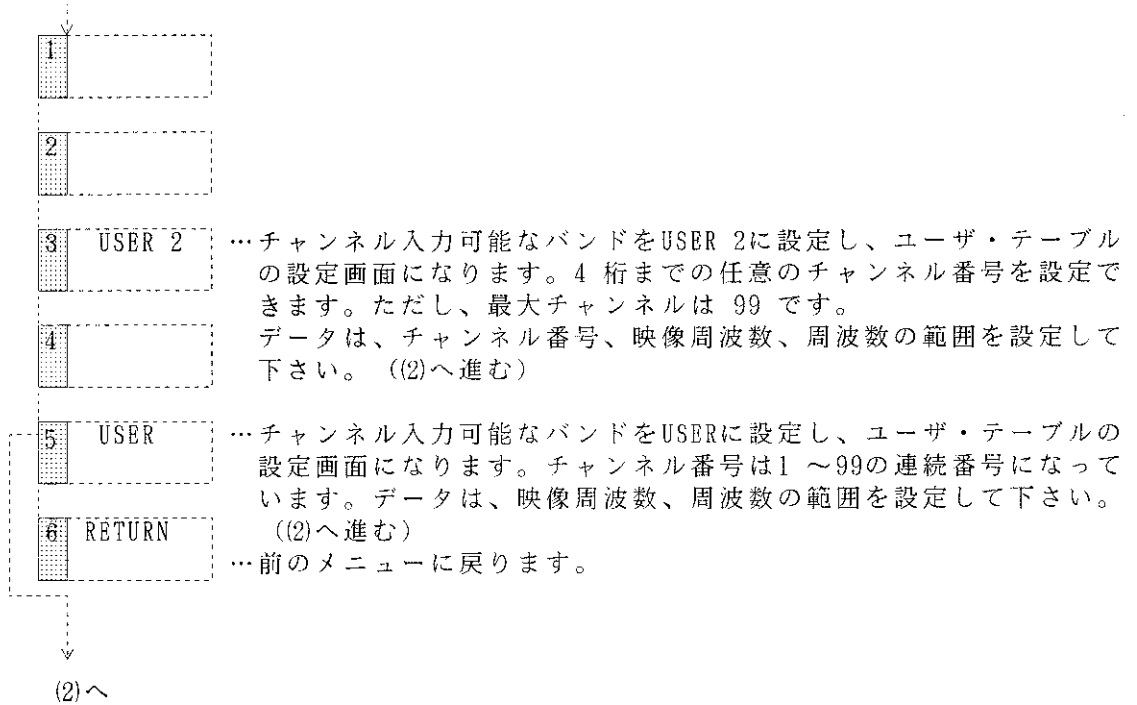 1
2
3 USER 2 …チャンネル入力可能なバンドをUSER 2に設定し、ユーザ・テーブル
の設定画面になります。4 桁までの任意のチャンネル番号を設定で
きます。ただし、最大チャンネルは 99 です。
4 データは、チャンネル番号、映像周波数、周波数の範囲を設定して
下さい。 ((2)へ進む)
5 USER …チャンネル入力可能なバンドをUSERに設定し、ユーザ・テーブルの
設定画面になります。チャンネル番号は1 ~99の連続番号になって
います。データは、映像周波数、周波数の範囲を設定して下さい。
6 RETURN ((2)へ進む)
…前のメニューに戻ります。
(2)へ